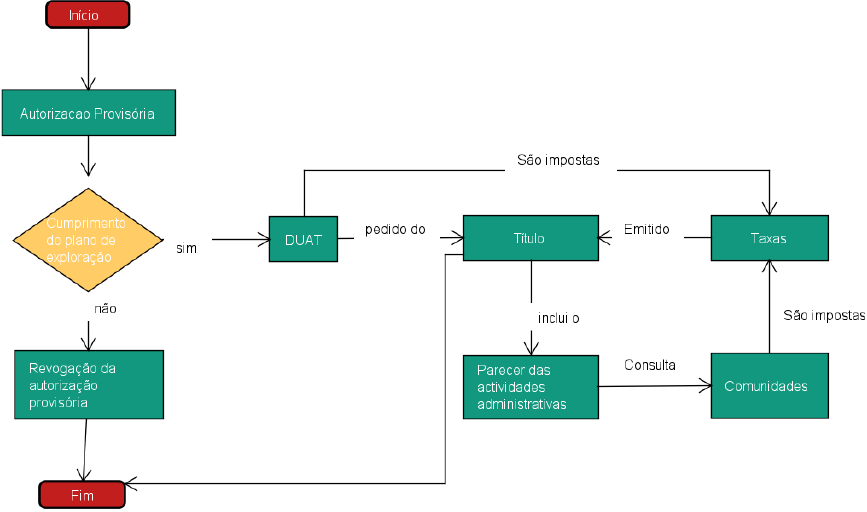 Início
Autorizacao Provisória
São impostas
Cumprimento
do plano de
exploração
sim
DUAT
pedido do
Título
Emitido
Taxas
não
inclui o
São impostas
Revogação da
autorização
provisória
Parecer das
actividades
administrativas
Consulta
Comunidades
Fim